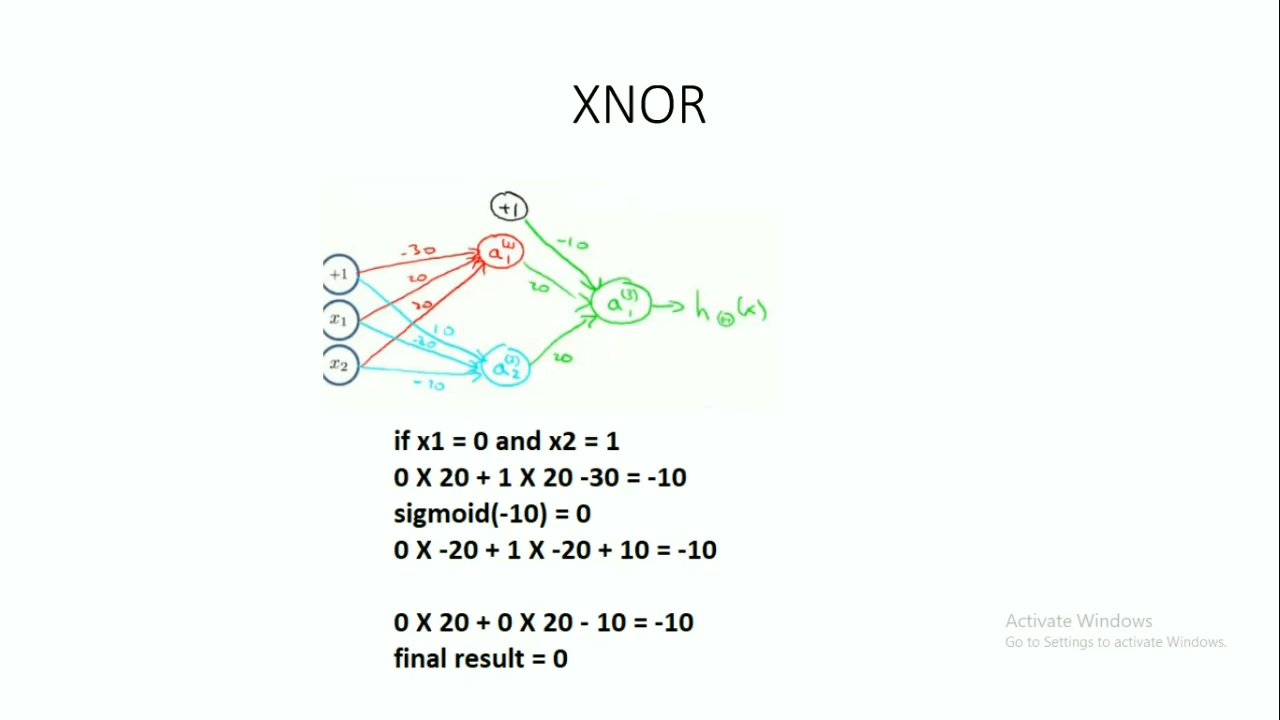 XNOR
+1
-10
-30
a₁⁽²⁾
+1
20
20
a₁⁽³⁾
→ h Θ(x)
x₁
20
10
-20
20
x₂
a₂⁽²⁾
-20
if x1 = 0 and x2 = 1
0 X 20 + 1 X 20 -30 = -10
sigmoid(-10) = 0
0 X -20 + 1 X -20 + 10 = -10
0 X 20 + 0 X 20 - 10 = -10
final result = 0
Activate Windows
Go to Settings to activate Windows.